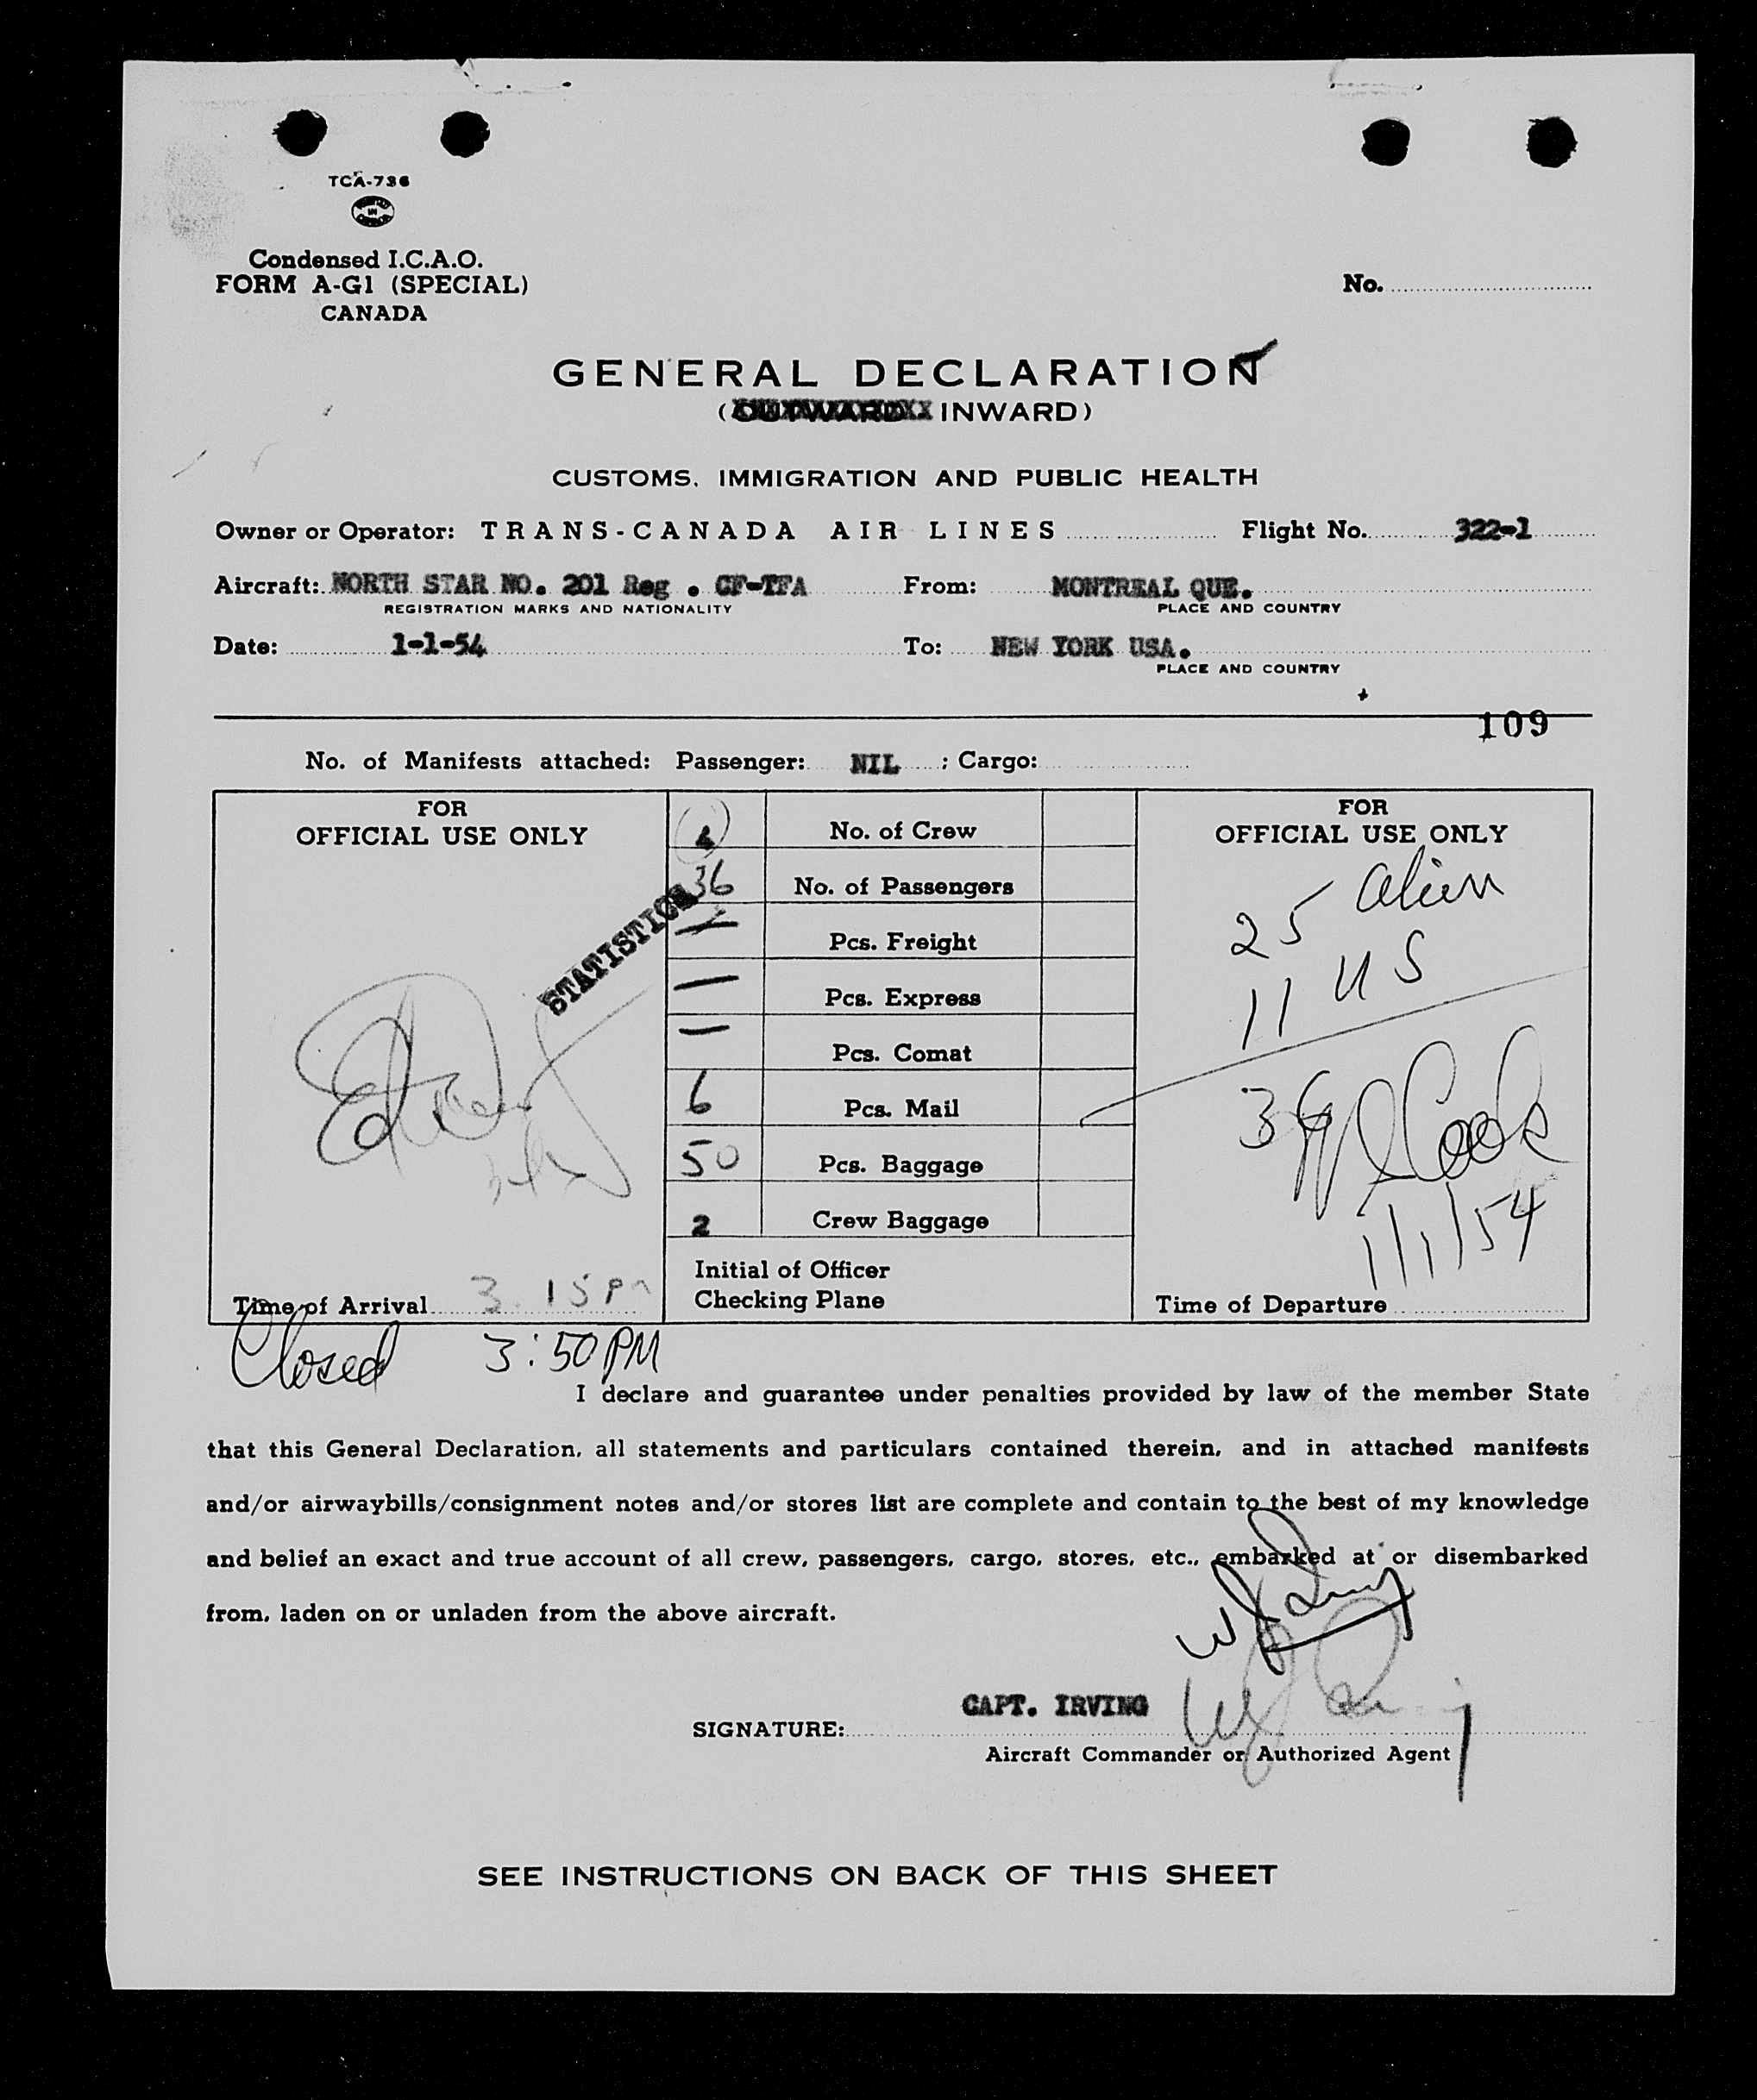 TCA-736
Condensed I.C.A.O.
FORM A-G1 (SPECIAL)
CANADA
No.
GENERAL DECLARATION
(OUTWARD INWARD)
CUSTOMS, IMMIGRATION AND PUBLIC HEALTH
Owner or Operator: TRANS-CANADA AIR LINES Flight No. 322-1
Aircraft: NORTH STAR NO. 201 Reg . CF-TFA From: MONTREAL QUE.
REGISTRATION MARKS AND NATIONALITY PLACE AND COUNTRY
Date: 1-1-54 To: NEW YORK USA.
PLACE AND COUNTRY
109
No. of Manifests attached: Passenger: NIL ; Cargo:
FOR
OFFICIAL USE ONLY
STATISTICS
Time of Arrival 3.15 Pm
Closed 3:50 PM
No. of Crew
36 No. of Passengers
— Pcs. Freight
— Pcs. Express
— Pcs. Comat
6 Pcs. Mail
50 Pcs. Baggage
2 Crew Baggage
Initial of Officer
Checking Plane
FOR
OFFICIAL USE ONLY
25 alien
11 US
36 Cook
1/1/54
Time of Departure
I declare and guarantee under penalties provided by law of the member State
that this General Declaration, all statements and particulars contained therein, and in attached manifests
and/or airwaybills/consignment notes and/or stores list are complete and contain to the best of my knowledge
and belief an exact and true account of all crew, passengers, cargo, stores, etc., embarked at or disembarked
from, laden on or unladen from the above aircraft.
CAPT. IRVING
SIGNATURE:
Aircraft Commander or Authorized Agent
SEE INSTRUCTIONS ON BACK OF THIS SHEET